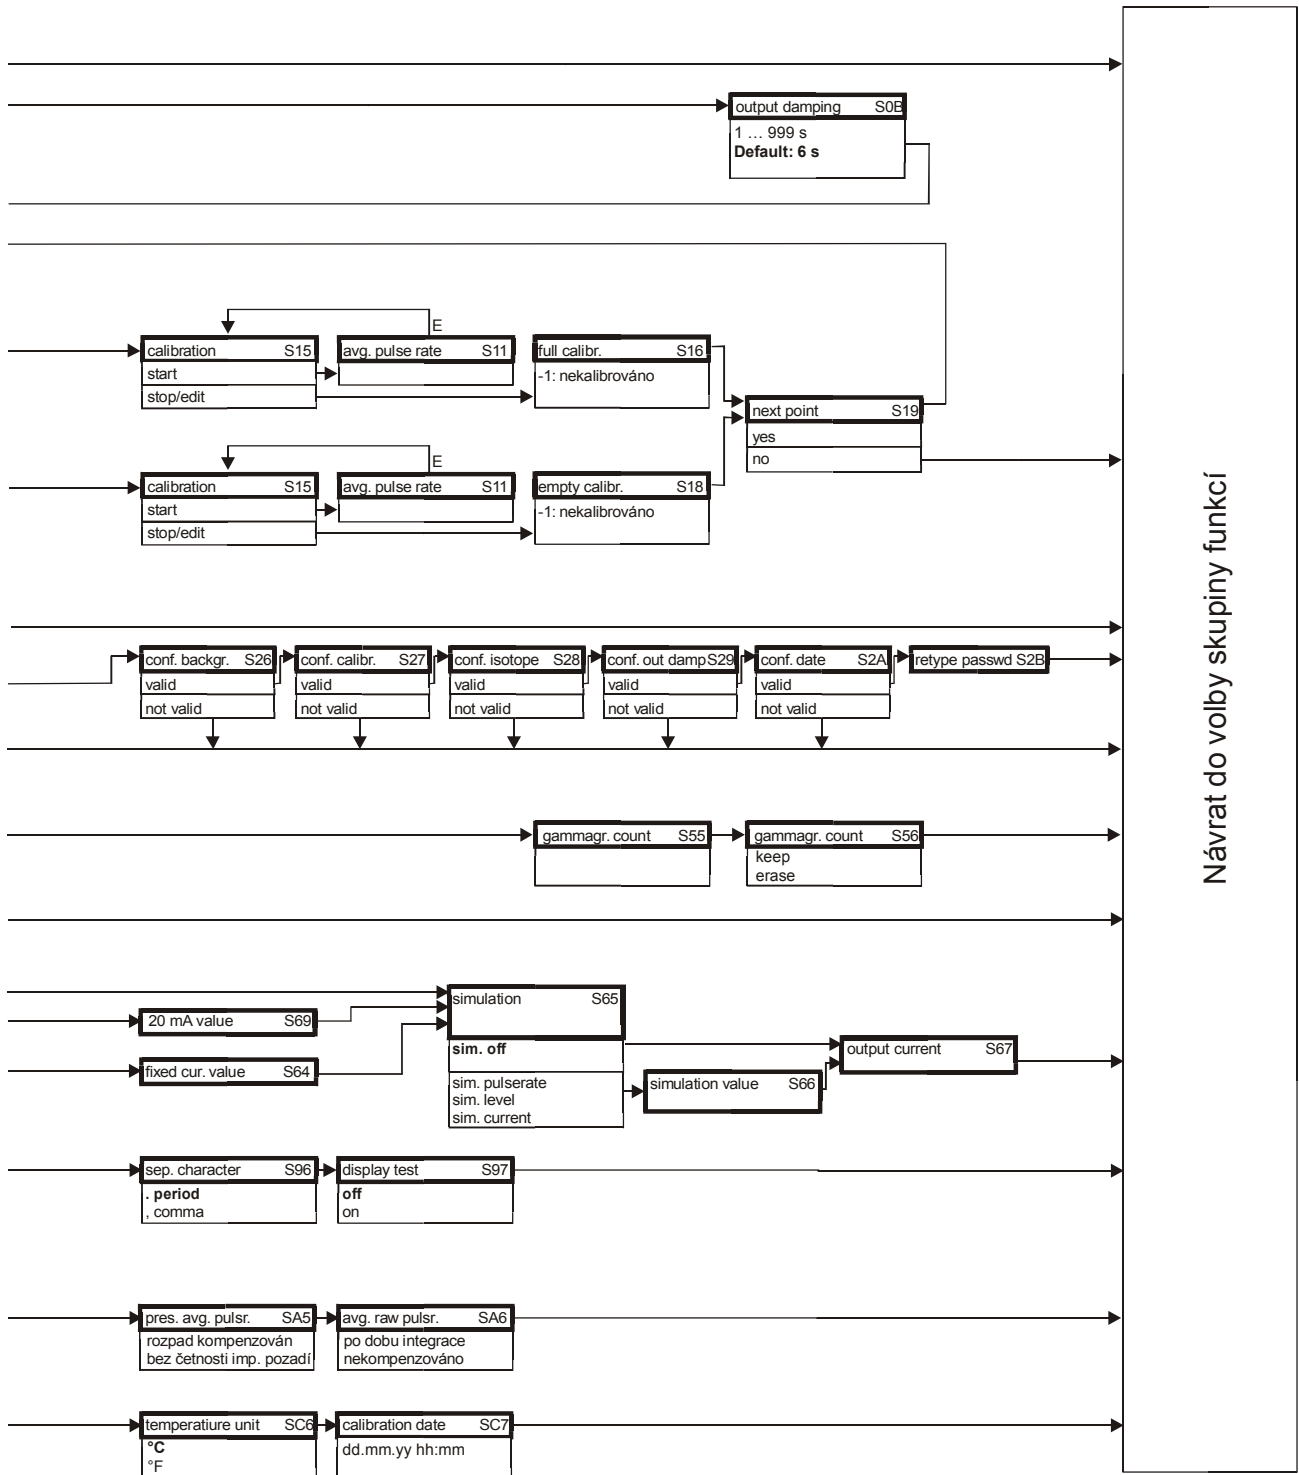 output damping S0B
1 … 999 s
Default: 6 s
E
calibration S15
start
stop/edit
avg. pulse rate S11
full calibr. S16
-1: nekalibrováno
next point S19
yes
no
E
calibration S15
start
stop/edit
avg. pulse rate S11
empty calibr. S18
-1: nekalibrováno
conf. backgr. S26
valid
not valid
conf. calibr. S27
valid
not valid
conf. isotope S28
valid
not valid
conf. out damp S29
valid
not valid
conf. date S2A
valid
not valid
retype passwd S2B
gammagr. count S55
gammagr. count S56
keep
erase
20 mA value S69
fixed cur. value S64
simulation S65
sim. off
sim. pulserate
sim. level
sim. current
simulation value S66
output current S67
sep. character S96
. period
, comma
display test S97
off
on
pres. avg. pulsr. SA5
rozpad kompenzován
bez četnosti imp. pozadí
avg. raw pulsr. SA6
po dobu integrace
nekompenzováno
temperatiure unit SC6
°C
°F
calibration date SC7
dd.mm.yy hh:mm
Návrat do volby skupiny funkcí